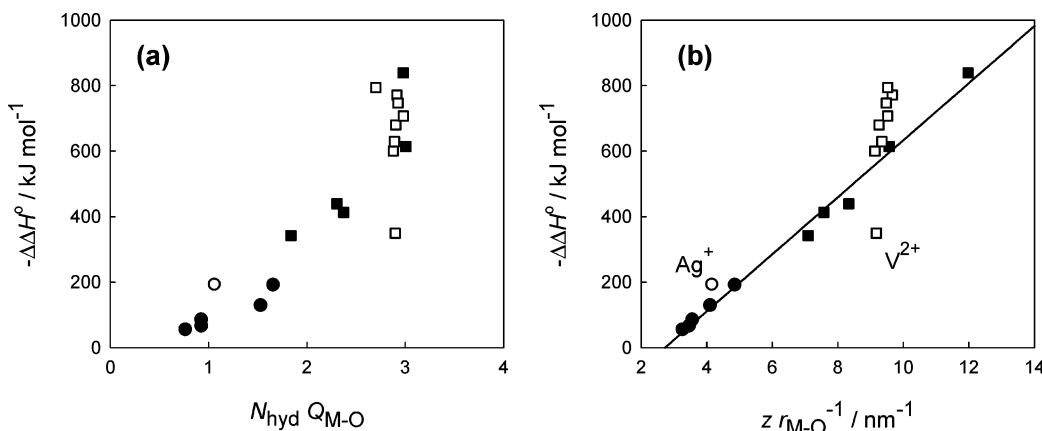 (a)
-ΔΔH° / kJ mol⁻¹
1000
800
600
400
200
0
0 1 2 3 4
N_hyd Q_M-O
(b)
-ΔΔH° / kJ mol⁻¹
1000
800
600
400
200
0
Ag⁺
V²⁺
2 4 6 8 10 12 14
z r_M-O⁻¹ / nm⁻¹